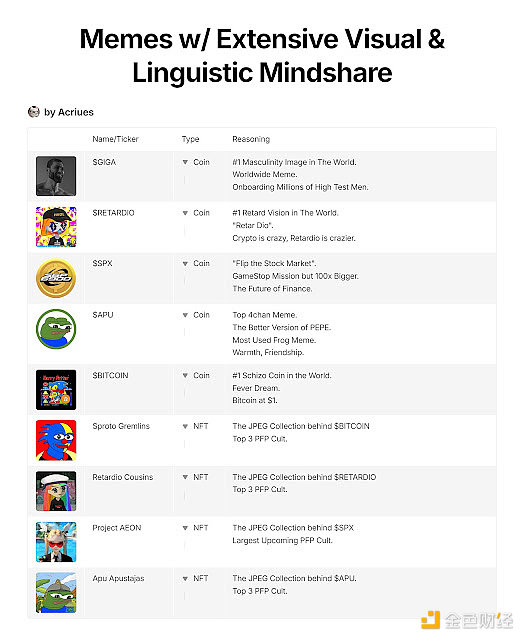 Memes w/ Extensive Visual &
Linguistic Mindshare
by Acriues
Name/Ticker Type Reasoning
$GIGA Coin #1 Masculinity Image in The World.
Worldwide Meme.
Onboarding Millions of High Test Men.
$RETARDIO Coin #1 Retard Vision in The World.
"Retar Dio".
Crypto is crazy, Retardio is crazier.
$SPX Coin "Flip the Stock Market".
GameStop Mission but 100x Bigger.
The Future of Finance.
$APU Coin Top 4chan Meme.
The Better Version of PEPE.
Most Used Frog Meme.
Warmth, Friendship.
$BITCOIN Coin #1 Schizo Coin in the World.
Fever Dream.
Bitcoin at $1.
Sproto Gremlins NFT The JPEG Collection behind $BITCOIN
Top 3 PFP Cult.
Retardio Cousins NFT The JPEG Collection behind $RETARDIO
Top 3 PFP Cult.
Project AEON NFT The JPEG Collection behind $SPX
Largest Upcoming PFP Cult.
Apu Apustajas NFT The JPEG Collection behind $APU.
Top 3 PFP Cult.
金色财经